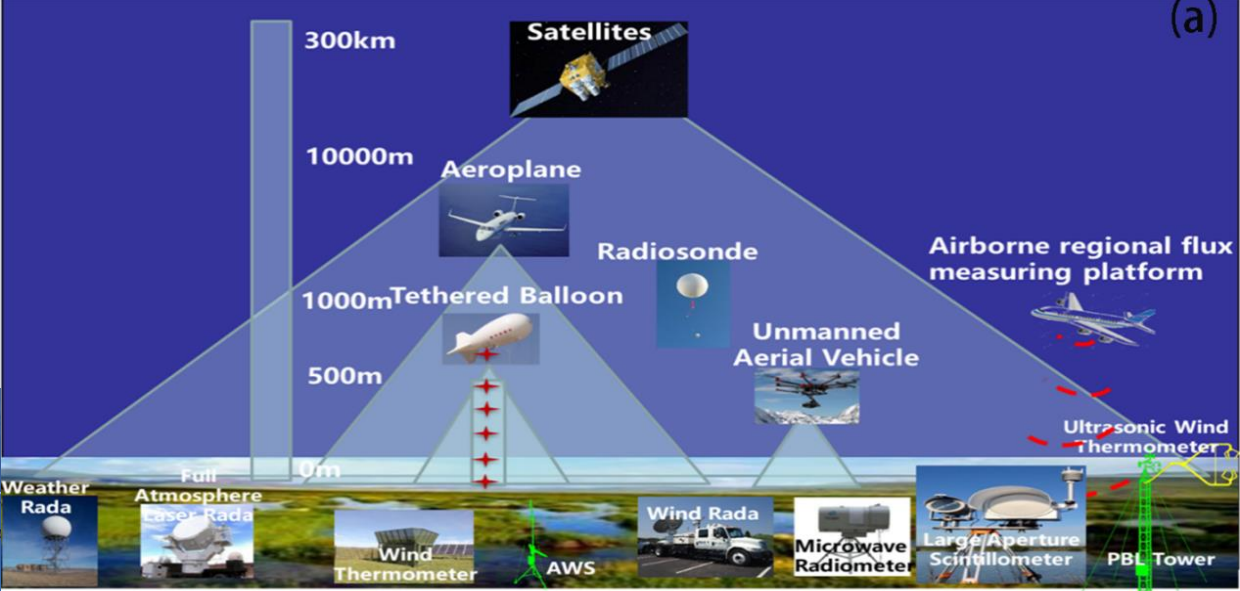 (a)
300km
Satellites
10000m
Aeroplane
Radiosonde
Airborne regional flux
measuring platform
1000m
Tethered Balloon
Unmanned
Aerial Vehicle
500m
Ultrasonic Wind
Thermometer
0m
Weather
Rada
Full
Atmosphere
Laser Rada
Wind
Thermometer
AWS
Wind Rada
Microwave
Radiometer
Large Aperture
Scintillometer
PBL Tower